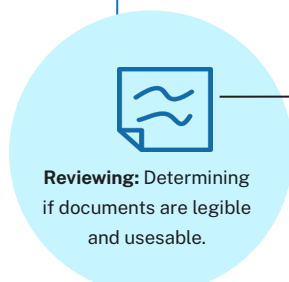 Reviewing: Determining
if documents are legible
and usesable.